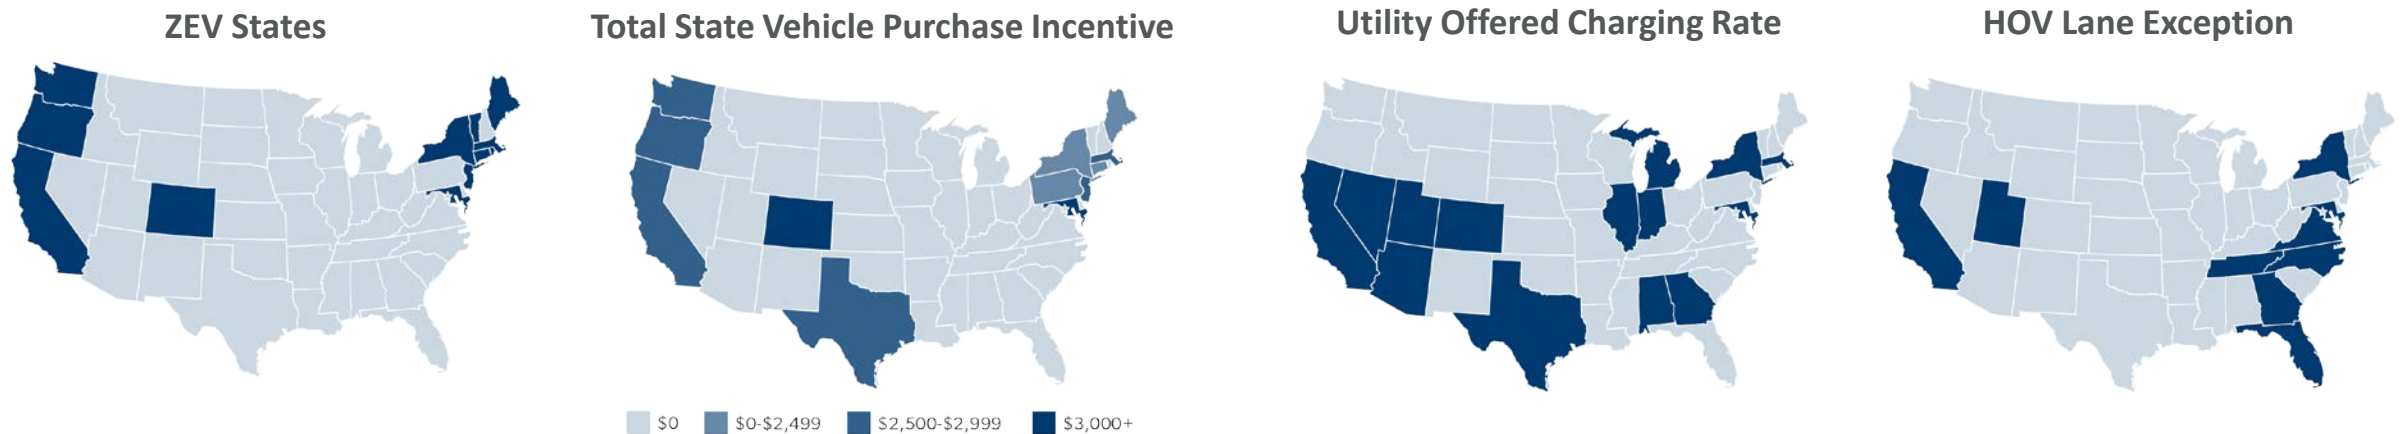 ZEV States
Total State Vehicle Purchase Incentive
Utility Offered Charging Rate
HOV Lane Exception
$0
$0-$2,499
$2,500-$2,999
$3,000+